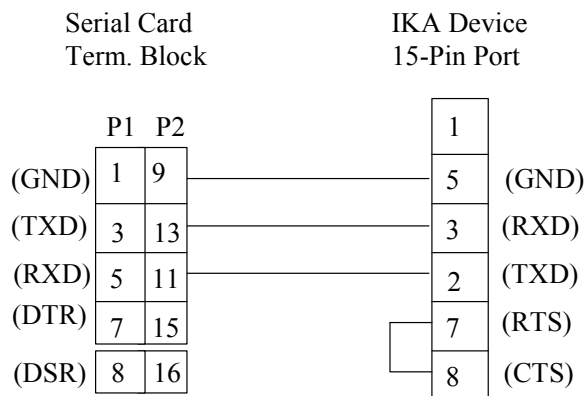 Serial Card IKA Device
Term. Block 15-Pin Port
P1 P2 1
(GND) 1 9 5 (GND)
(TXD) 3 13 3 (RXD)
(RXD) 5 11 2 (TXD)
(DTR) 7 15 7 (RTS)
(DSR) 8 16 8 (CTS)